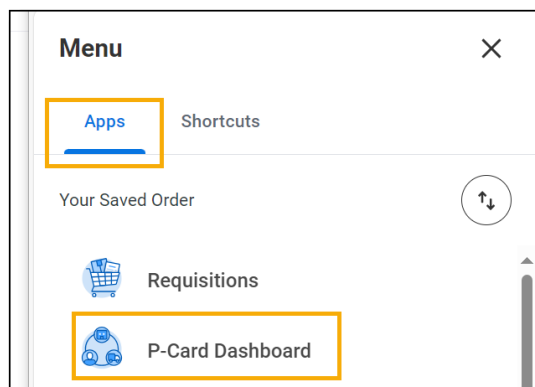 Menu
Apps Shortcuts
Your Saved Order
Requisitions
P-Card Dashboard